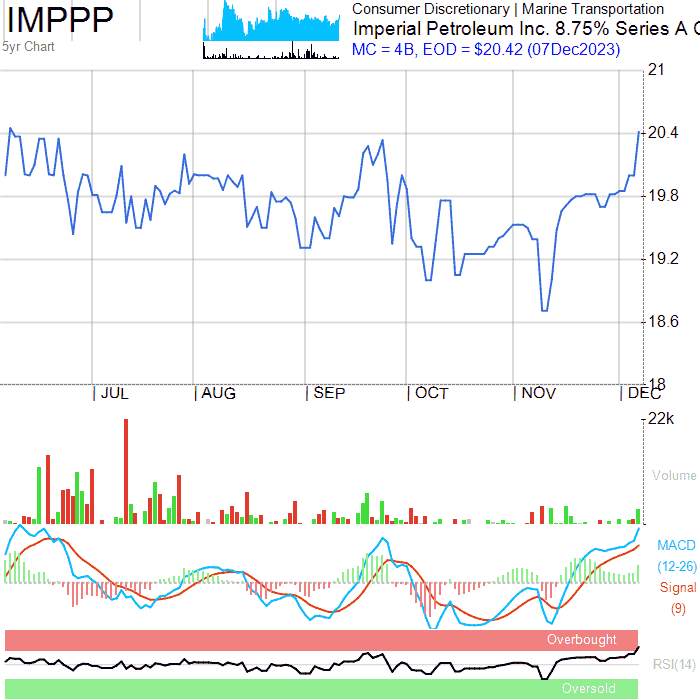 IMPPP
5yr Chart
Consumer Discretionary | Marine Transportation
Imperial Petroleum Inc. 8.75% Series A C
MC = 4B, EOD = $20.42 (07Dec2023)
21
20.4
19.8
19.2
18.6
18
JUL AUG SEP OCT NOV DEC
22k
Volume
MACD
(12-26)
Signal
(9)
Overbought
RSI(14)
Oversold